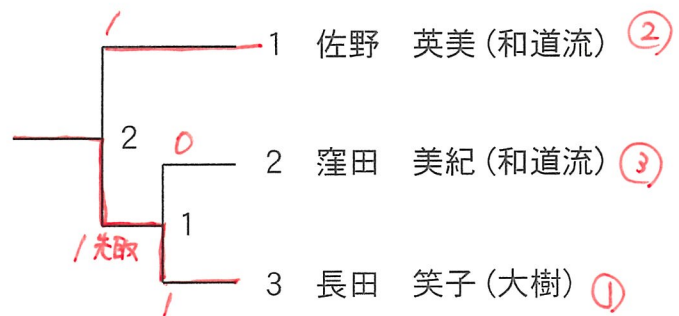 1
1 佐野 英美（和道流） ②
2
0
2 窪田 美紀（和道流） ③
1
1 先取
3 長田 笑子（大樹） ①
1